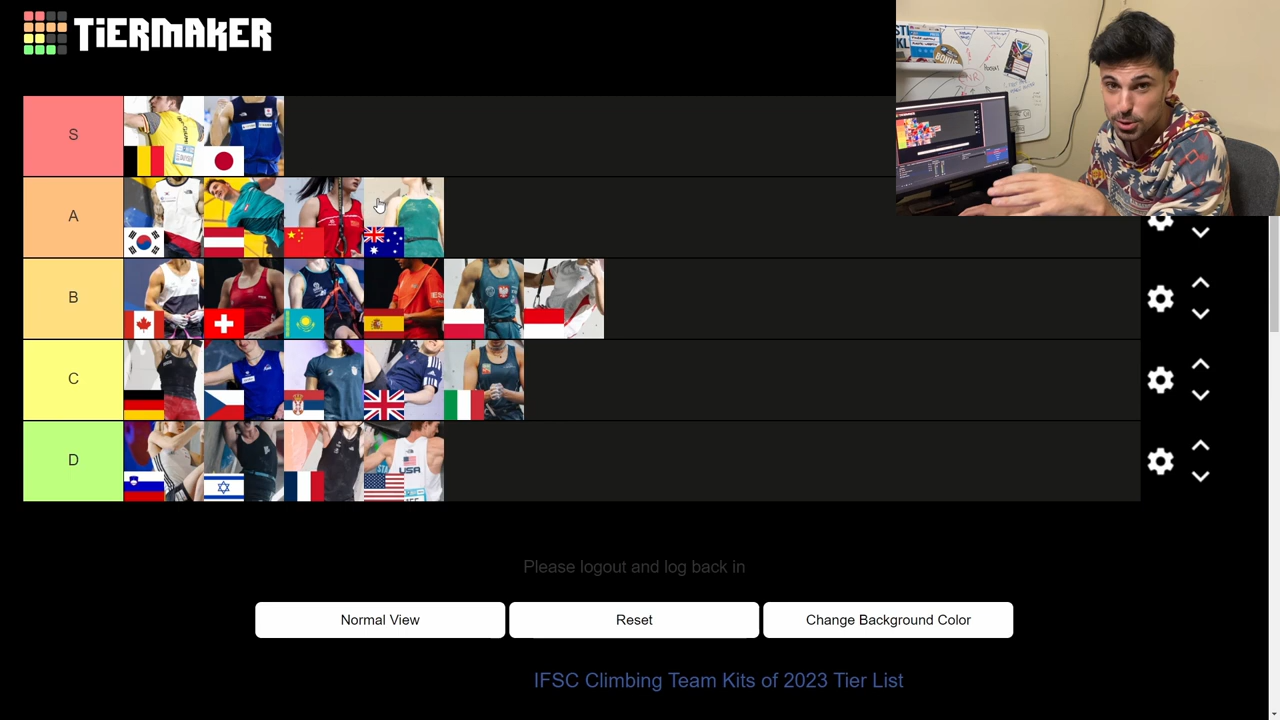 TiERMAKER
S
A
B
C
D
USA
Please logout and log back in
Normal View
Reset
Change Background Color
IFSC Climbing Team Kits of 2023 Tier List